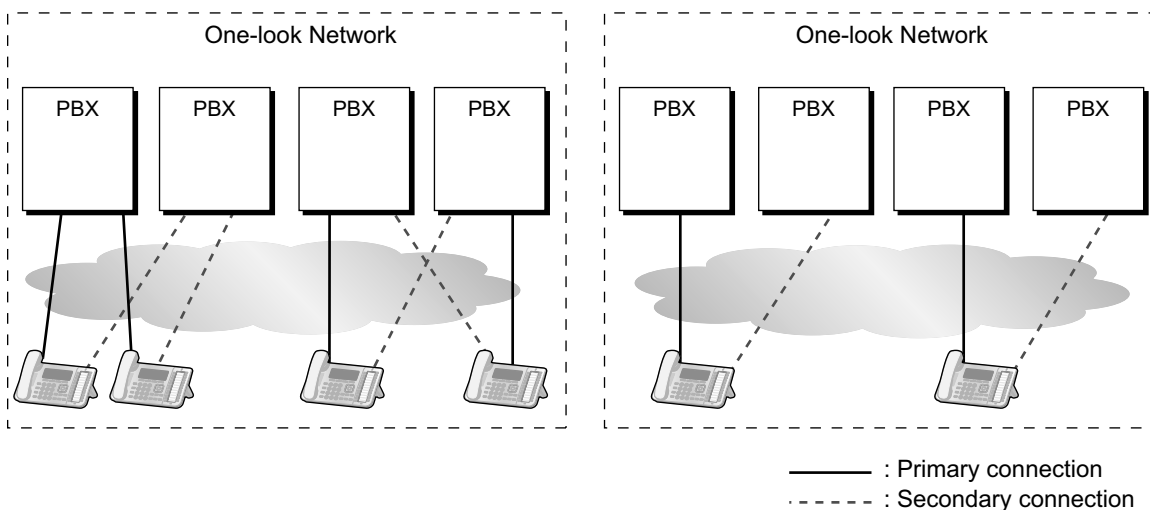 One-look Network
PBX
PBX
PBX
PBX
One-look Network
PBX
PBX
PBX
PBX
: Primary connection
: Secondary connection